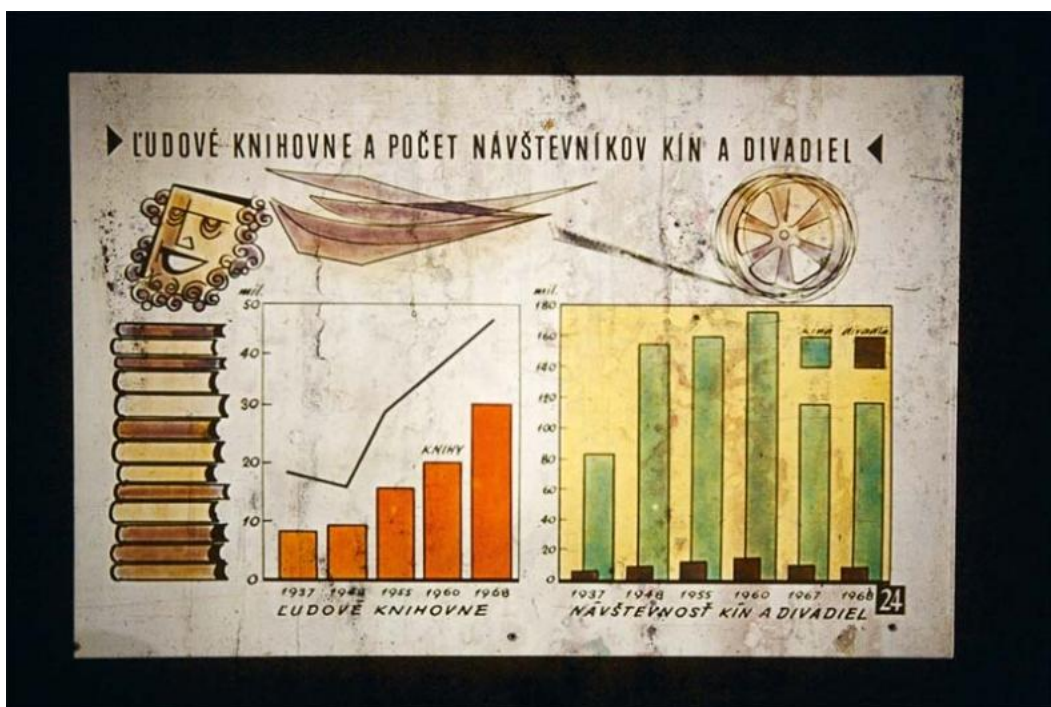 ĽUDOVÉ KNIHOVNE A POČET NÁVŠTEVNÍKOV KÍN A DIVADIEL
mil.
50
40
30
20
10
0
KNIHY
1937 1948 1955 1960 1968
ĽUDOVÉ KNIHOVNE
mil.
180
160
140
120
100
80
60
40
20
0
kiná divadlá
1937 1948 1955 1960 1967 1968
NÁVŠTEVNOSŤ KÍN A DIVADIEL
24